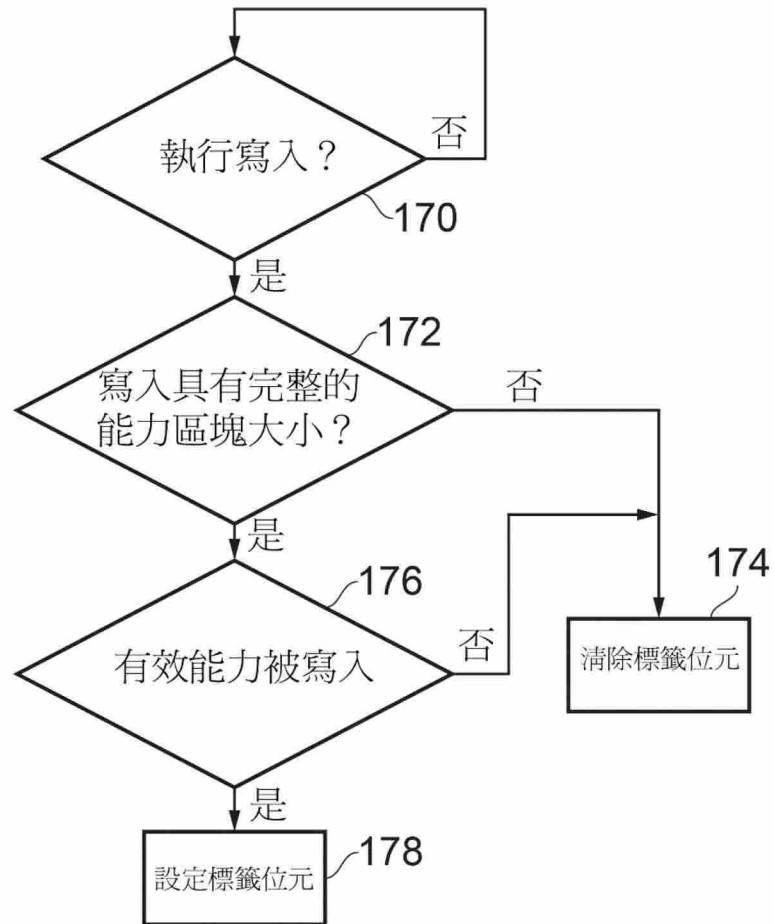 執行寫入？
否
170
是
172
寫入具有完整的
能力區塊大小？
否
是
176
174
有效能力被寫入
否
清除標籤位元
是
設定標籤位元
178